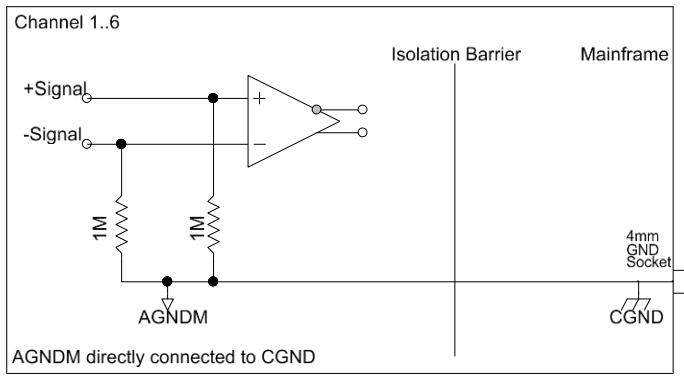 Channel 1..6
Isolation Barrier
Mainframe
+Signal
-Signal
+
−
1M
1M
4mm
GND
Socket
AGNDM
CGND
AGNDM directly connected to CGND